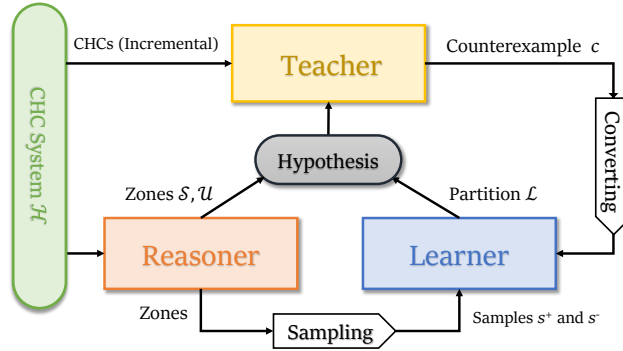 CHCs (Incremental)
Teacher
Counterexample c
CHC System ℋ
Hypothesis
Converting
Zones 𝒮, 𝒰
Partition ℒ
Reasoner
Learner
Zones
Sampling
Samples s⁺ and s⁻